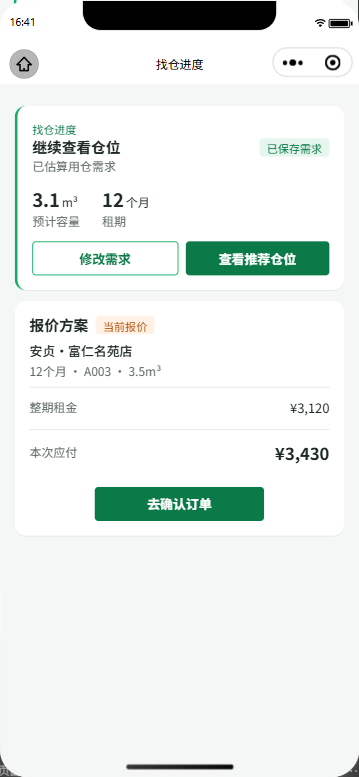 16:41
找仓进度
找仓进度
继续查看仓位
已保存需求
已估算用仓需求
3.1 m³ 12 个月
预计容量 租期
修改需求 查看推荐仓位
报价方案 当前报价
安贞·富仁名苑店
12个月 · A003 · 3.5m³
整期租金 ¥3,120
本次应付 ¥3,430
去确认订单